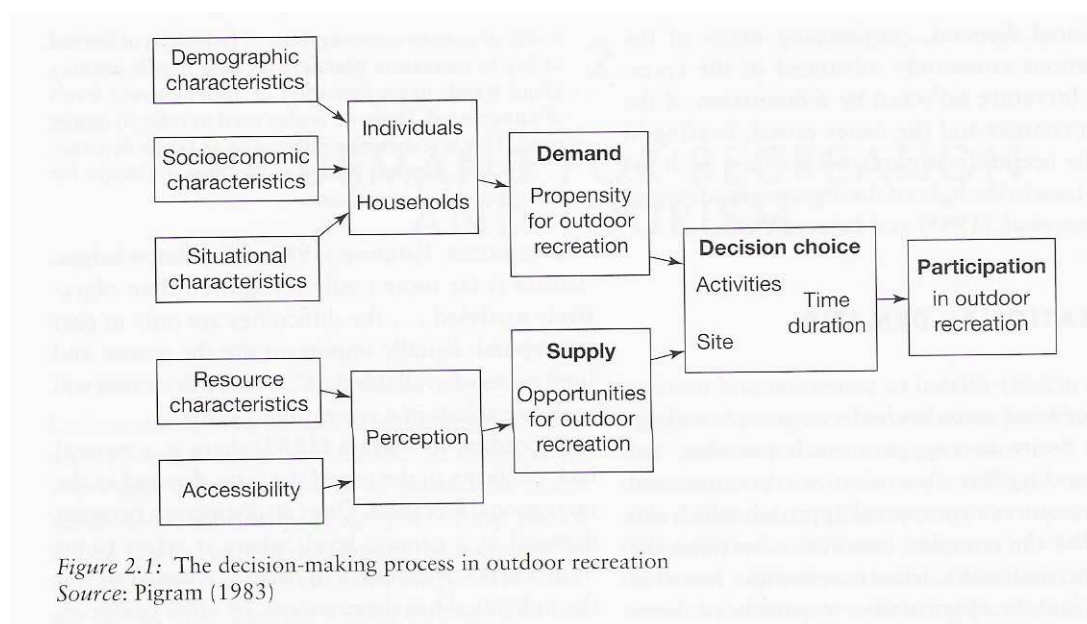 Demographic
characteristics
Socioeconomic
characteristics
Situational
characteristics
Individuals
Households
Demand
Propensity
for outdoor
recreation
Resource
characteristics
Accessibility
Perception
Supply
Opportunities
for outdoor
recreation
Decision choice
Activities
Time
duration
Site
Participation
in outdoor
recreation
Figure 2.1: The decision-making process in outdoor recreation
Source: Pigram (1983)